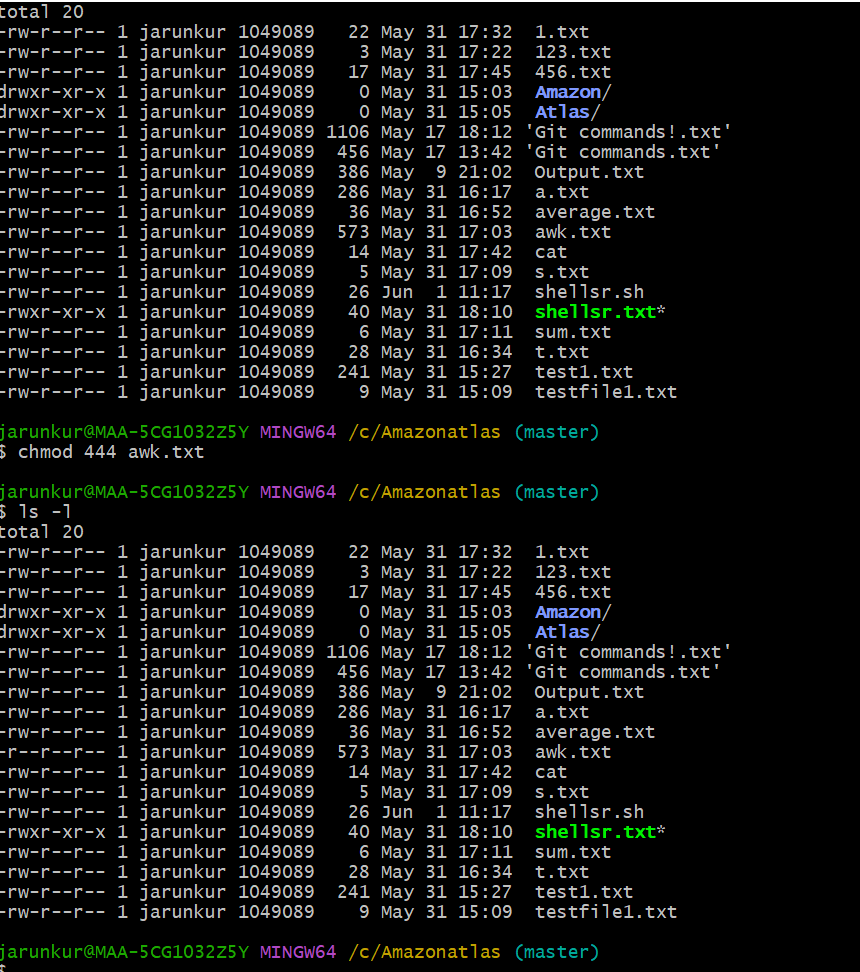 total 20
-rw-r--r-- 1 jarunkur 1049089   22 May 31 17:32  1.txt
-rw-r--r-- 1 jarunkur 1049089    3 May 31 17:22  123.txt
-rw-r--r-- 1 jarunkur 1049089   17 May 31 17:45  456.txt
drwxr-xr-x 1 jarunkur 1049089    0 May 31 15:03  Amazon/
drwxr-xr-x 1 jarunkur 1049089    0 May 31 15:05  Atlas/
-rw-r--r-- 1 jarunkur 1049089 1106 May 17 18:12 'Git commands!.txt'
-rw-r--r-- 1 jarunkur 1049089  456 May 17 13:42 'Git commands.txt'
-rw-r--r-- 1 jarunkur 1049089  386 May  9 21:02  Output.txt
-rw-r--r-- 1 jarunkur 1049089  286 May 31 16:17  a.txt
-rw-r--r-- 1 jarunkur 1049089   36 May 31 16:52  average.txt
-rw-r--r-- 1 jarunkur 1049089  573 May 31 17:03  awk.txt
-rw-r--r-- 1 jarunkur 1049089   14 May 31 17:42  cat
-rw-r--r-- 1 jarunkur 1049089    5 May 31 17:09  s.txt
-rw-r--r-- 1 jarunkur 1049089   26 Jun  1 11:17  shellsr.sh
-rwxr-xr-x 1 jarunkur 1049089   40 May 31 18:10  shellsr.txt*
-rw-r--r-- 1 jarunkur 1049089    6 May 31 17:11  sum.txt
-rw-r--r-- 1 jarunkur 1049089   28 May 31 16:34  t.txt
-rw-r--r-- 1 jarunkur 1049089  241 May 31 15:27  test1.txt
-rw-r--r-- 1 jarunkur 1049089    9 May 31 15:09  testfile1.txt
jarunkur@MAA-5CG1032Z5Y MINGW64 /c/Amazonatlas (master)
$ chmod 444 awk.txt
jarunkur@MAA-5CG1032Z5Y MINGW64 /c/Amazonatlas (master)
$ ls -l
total 20
-rw-r--r-- 1 jarunkur 1049089   22 May 31 17:32  1.txt
-rw-r--r-- 1 jarunkur 1049089    3 May 31 17:22  123.txt
-rw-r--r-- 1 jarunkur 1049089   17 May 31 17:45  456.txt
drwxr-xr-x 1 jarunkur 1049089    0 May 31 15:03  Amazon/
drwxr-xr-x 1 jarunkur 1049089    0 May 31 15:05  Atlas/
-rw-r--r-- 1 jarunkur 1049089 1106 May 17 18:12 'Git commands!.txt'
-rw-r--r-- 1 jarunkur 1049089  456 May 17 13:42 'Git commands.txt'
-rw-r--r-- 1 jarunkur 1049089  386 May  9 21:02  Output.txt
-rw-r--r-- 1 jarunkur 1049089  286 May 31 16:17  a.txt
-rw-r--r-- 1 jarunkur 1049089   36 May 31 16:52  average.txt
-r--r--r-- 1 jarunkur 1049089  573 May 31 17:03  awk.txt
-rw-r--r-- 1 jarunkur 1049089   14 May 31 17:42  cat
-rw-r--r-- 1 jarunkur 1049089    5 May 31 17:09  s.txt
-rw-r--r-- 1 jarunkur 1049089   26 Jun  1 11:17  shellsr.sh
-rwxr-xr-x 1 jarunkur 1049089   40 May 31 18:10  shellsr.txt*
-rw-r--r-- 1 jarunkur 1049089    6 May 31 17:11  sum.txt
-rw-r--r-- 1 jarunkur 1049089   28 May 31 16:34  t.txt
-rw-r--r-- 1 jarunkur 1049089  241 May 31 15:27  test1.txt
-rw-r--r-- 1 jarunkur 1049089    9 May 31 15:09  testfile1.txt
jarunkur@MAA-5CG1032Z5Y MINGW64 /c/Amazonatlas (master)
$